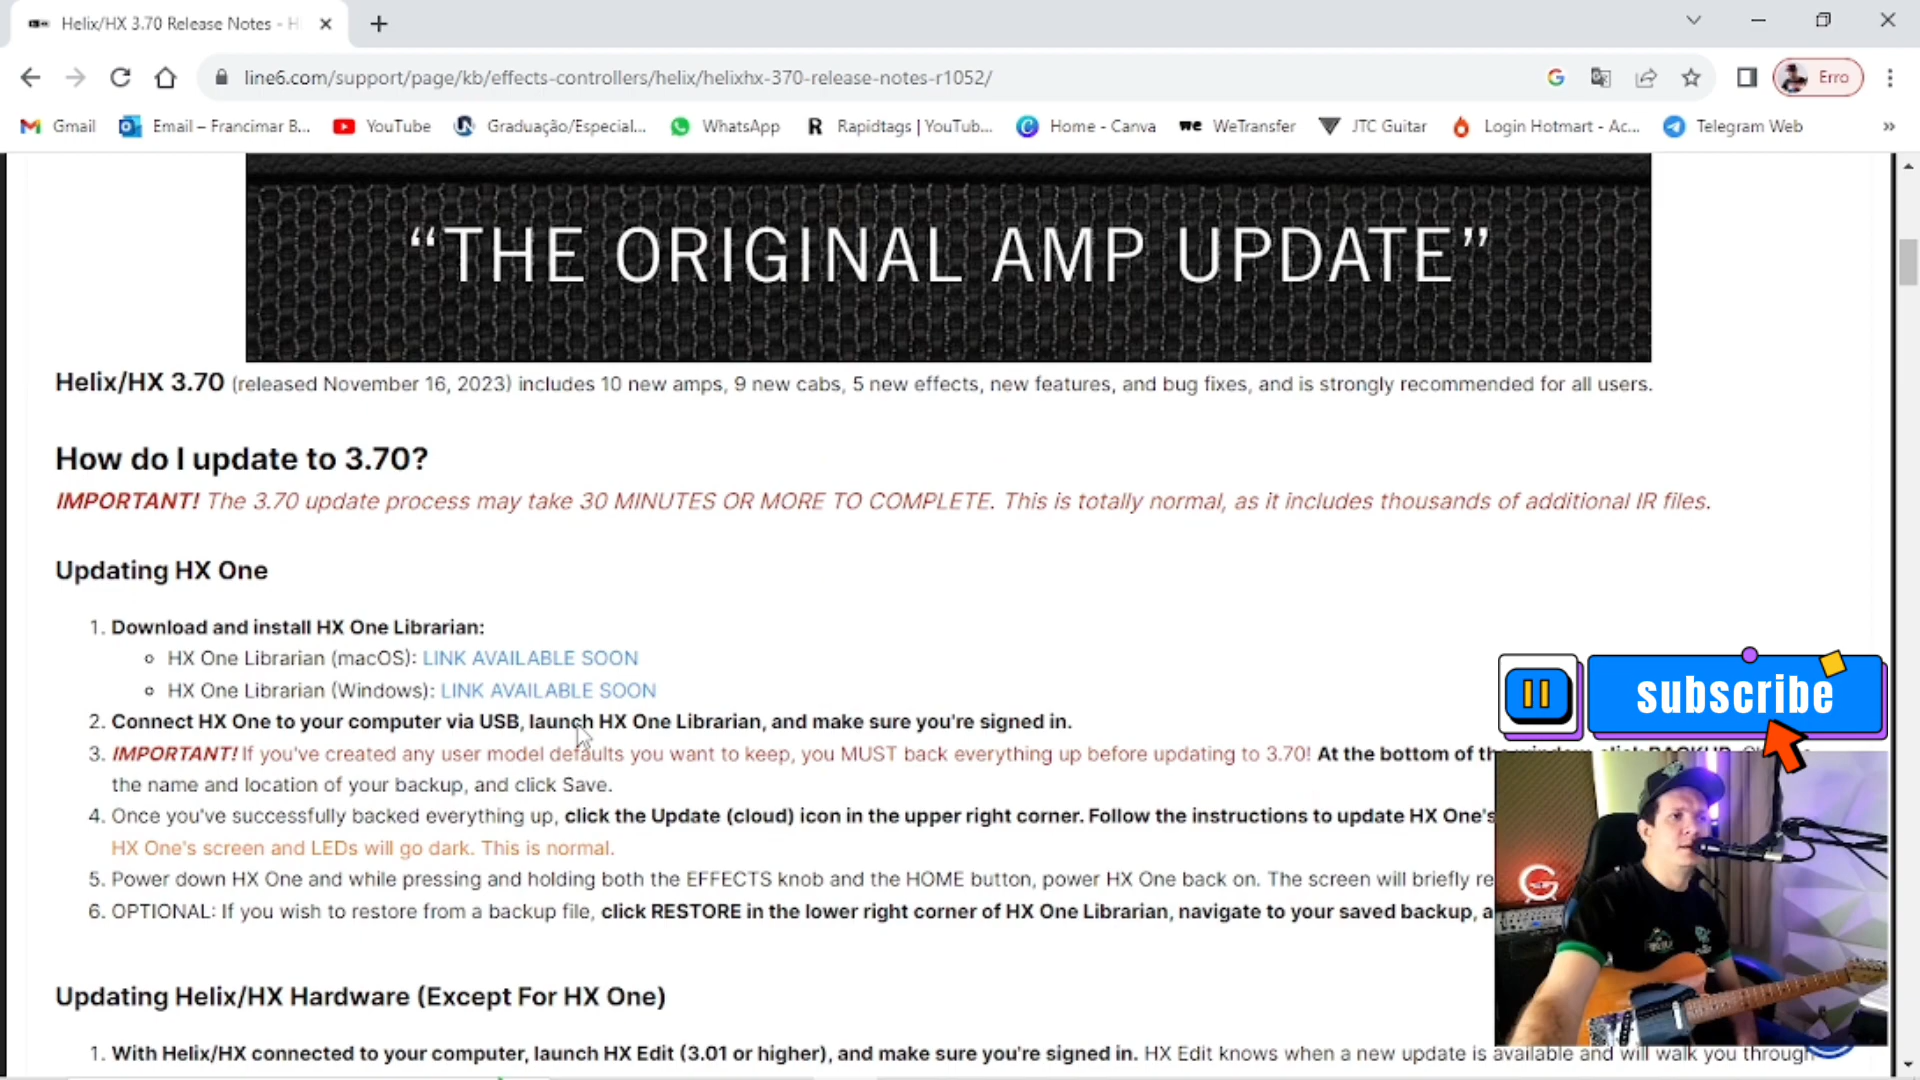 Helix/HX 3.70 Release Notes - H
line6.com/support/page/kb/effects-controllers/helix/helixhx-370-release-notes-r1052/
Erro
Gmail
Email – Francimar B...
YouTube
Graduação/Especial...
WhatsApp
Rapidtags | YouTub...
Home - Canva
WeTransfer
JTC Guitar
Login Hotmart - Ac...
Telegram Web
»
“THE ORIGINAL AMP UPDATE”
Helix/HX 3.70 (released November 16, 2023) includes 10 new amps, 9 new cabs, 5 new effects, new features, and bug fixes, and is strongly recommended for all users.
How do I update to 3.70?
IMPORTANT! The 3.70 update process may take 30 MINUTES OR MORE TO COMPLETE. This is totally normal, as it includes thousands of additional IR files.
Updating HX One
1. Download and install HX One Librarian:
HX One Librarian (macOS): LINK AVAILABLE SOON
HX One Librarian (Windows): LINK AVAILABLE SOON
2. Connect HX One to your computer via USB, launch HX One Librarian, and make sure you're signed in.
3. IMPORTANT! If you've created any user model defaults you want to keep, you MUST back everything up before updating to 3.70! At the bottom of
the name and location of your backup, and click Save.
4. Once you've successfully backed everything up, click the Update (cloud) icon in the upper right corner. Follow the instructions to update HX One's
HX One's screen and LEDs will go dark. This is normal.
5. Power down HX One and while pressing and holding both the EFFECTS knob and the HOME button, power HX One back on. The screen will briefly re
6. OPTIONAL: If you wish to restore from a backup file, click RESTORE in the lower right corner of HX One Librarian, navigate to your saved backup, a
subscribe
Updating Helix/HX Hardware (Except For HX One)
1. With Helix/HX connected to your computer, launch HX Edit (3.01 or higher), and make sure you're signed in. HX Edit knows when a new update is available and will walk you through